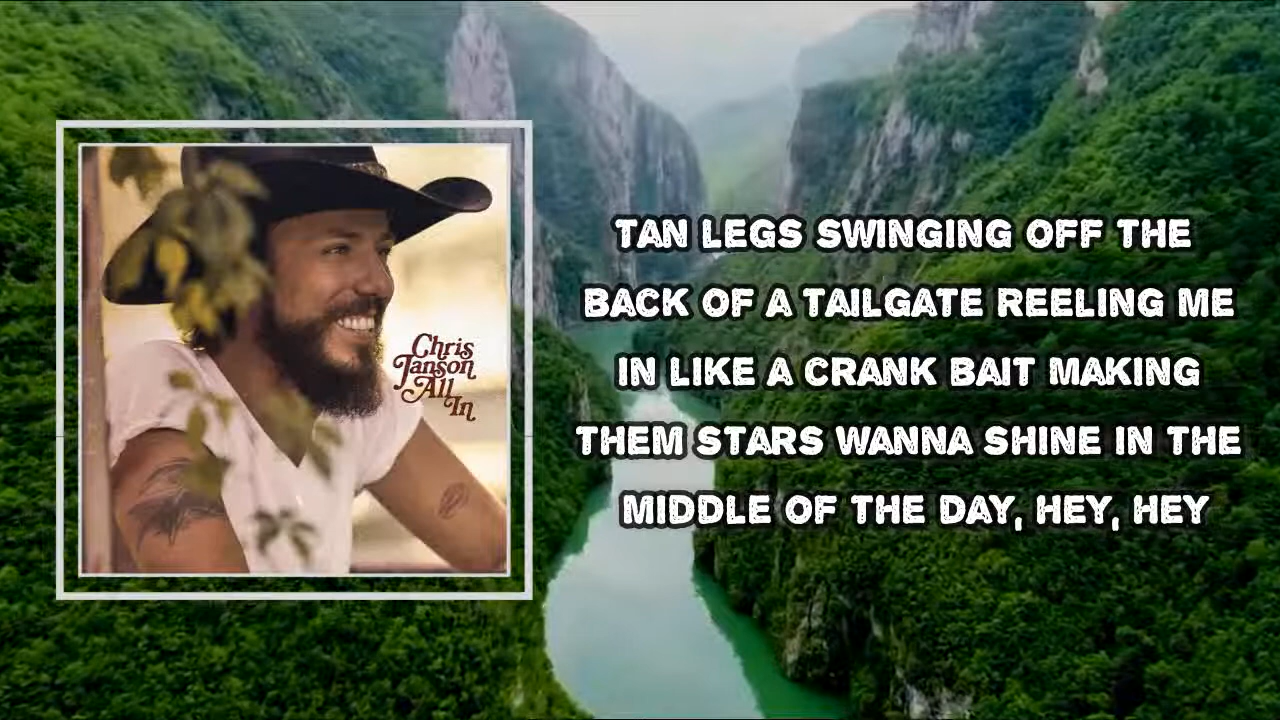 Chris
Janson
All
In
TAN LEGS SWINGING OFF THE
BACK OF A TAILGATE REELING ME
IN LIKE A CRANK BAIT MAKING
THEM STARS WANNA SHINE IN THE
MIDDLE OF THE DAY, HEY, HEY